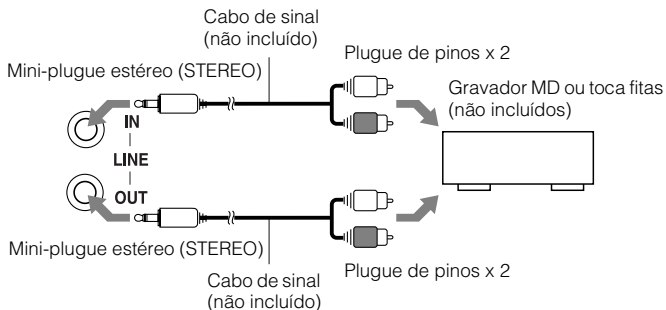 Cabo de sinal
(não incluído)
Plugue de pinos x 2
Mini-plugue estéreo (STEREO)
Gravador MD ou toca fitas
(não incluídos)
IN
LINE
OUT
Mini-plugue estéreo (STEREO)
Plugue de pinos x 2
Cabo de sinal
(não incluído)